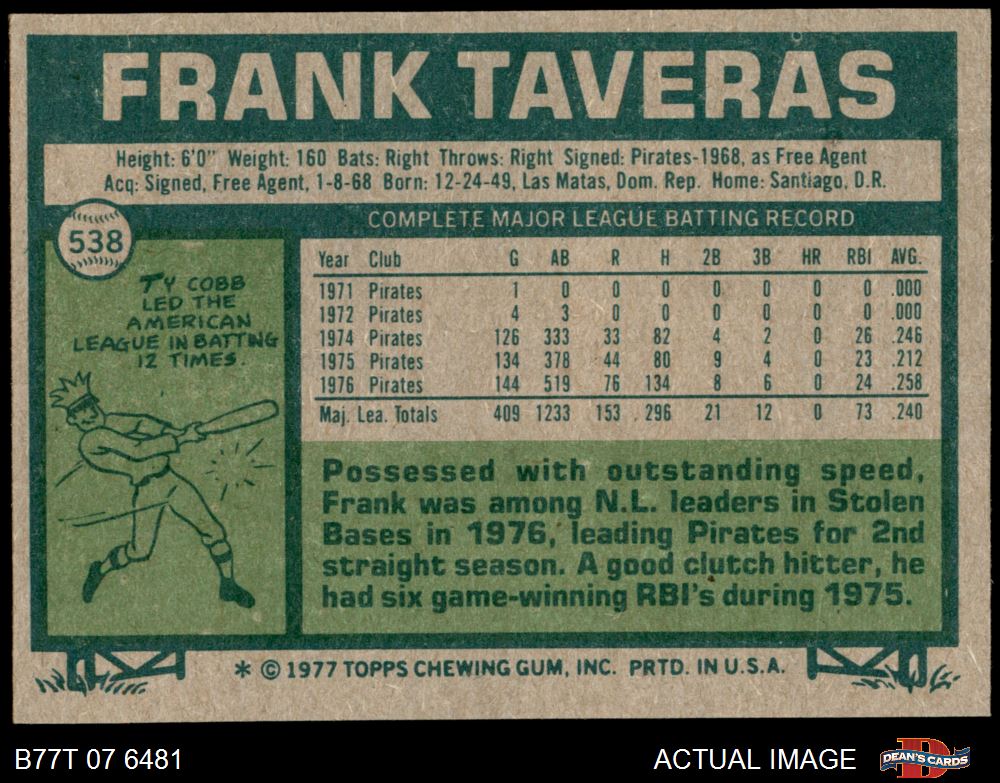 FRANK TAVERAS
Height: 6'0" Weight: 160 Bats: Right Throws: Right Signed: Pirates-1968, as Free Agent
Acq: Signed, Free Agent, 1-8-68 Born: 12-24-49, Las Matas, Dom. Rep. Home: Santiago, D.R.
538
TY COBB
LED THE
AMERICAN
LEAGUE IN BATTING
12 TIMES.
COMPLETE MAJOR LEAGUE BATTING RECORD
Year Club G AB R H 2B 3B HR RBI AVG.
1971 Pirates 1 0 0 0 0 0 0 0 .000
1972 Pirates 4 3 0 0 0 0 0 0 .000
1974 Pirates 126 333 33 82 4 2 0 26 .246
1975 Pirates 134 378 44 80 9 4 0 23 .212
1976 Pirates 144 519 76 134 8 6 0 24 .258
Maj. Lea. Totals 409 1233 153 296 21 12 0 73 .240
Possessed with outstanding speed,
Frank was among N.L. leaders in Stolen
Bases in 1976, leading Pirates for 2nd
straight season. A good clutch hitter, he
had six game-winning RBI's during 1975.
* © 1977 TOPPS CHEWING GUM, INC. PRTD. IN U.S.A.
B77T 07 6481
ACTUAL IMAGE
DEAN'S CARDS